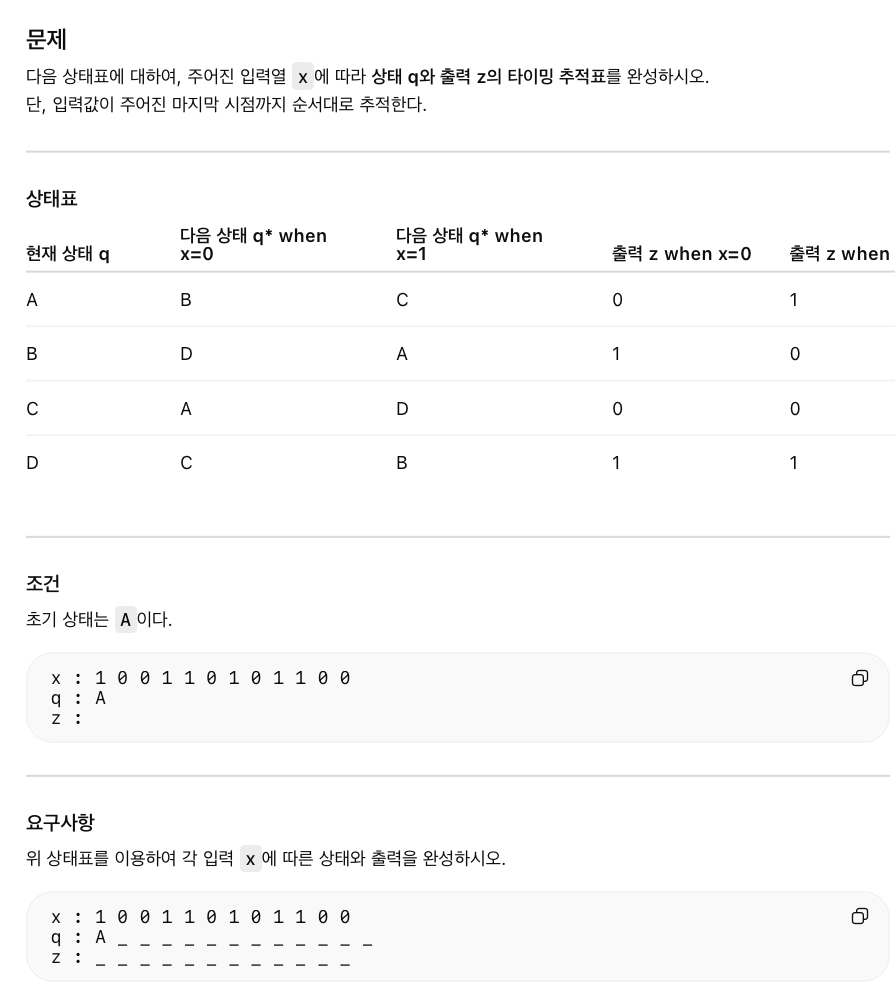 문제
다음 상태표에 대하여, 주어진 입력열 x에 따라 상태 q와 출력 z의 타이밍 추적표를 완성하시오.
단, 입력값이 주어진 마지막 시점까지 순서대로 추적한다.
상태표
현재 상태 q 다음 상태 q* when x=0 다음 상태 q* when x=1 출력 z when x=0 출력 z when
A B C 0 1
B D A 1 0
C A D 0 0
D C B 1 1
조건
초기 상태는 A이다.
x : 1 0 0 1 1 0 1 0 1 1 0 0
q : A
z :
요구사항
위 상태표를 이용하여 각 입력 x에 따른 상태와 출력을 완성하시오.
x : 1 0 0 1 1 0 1 0 1 1 0 0
q : A _ _ _ _ _ _ _ _ _ _ _ _
z : _ _ _ _ _ _ _ _ _ _ _ _